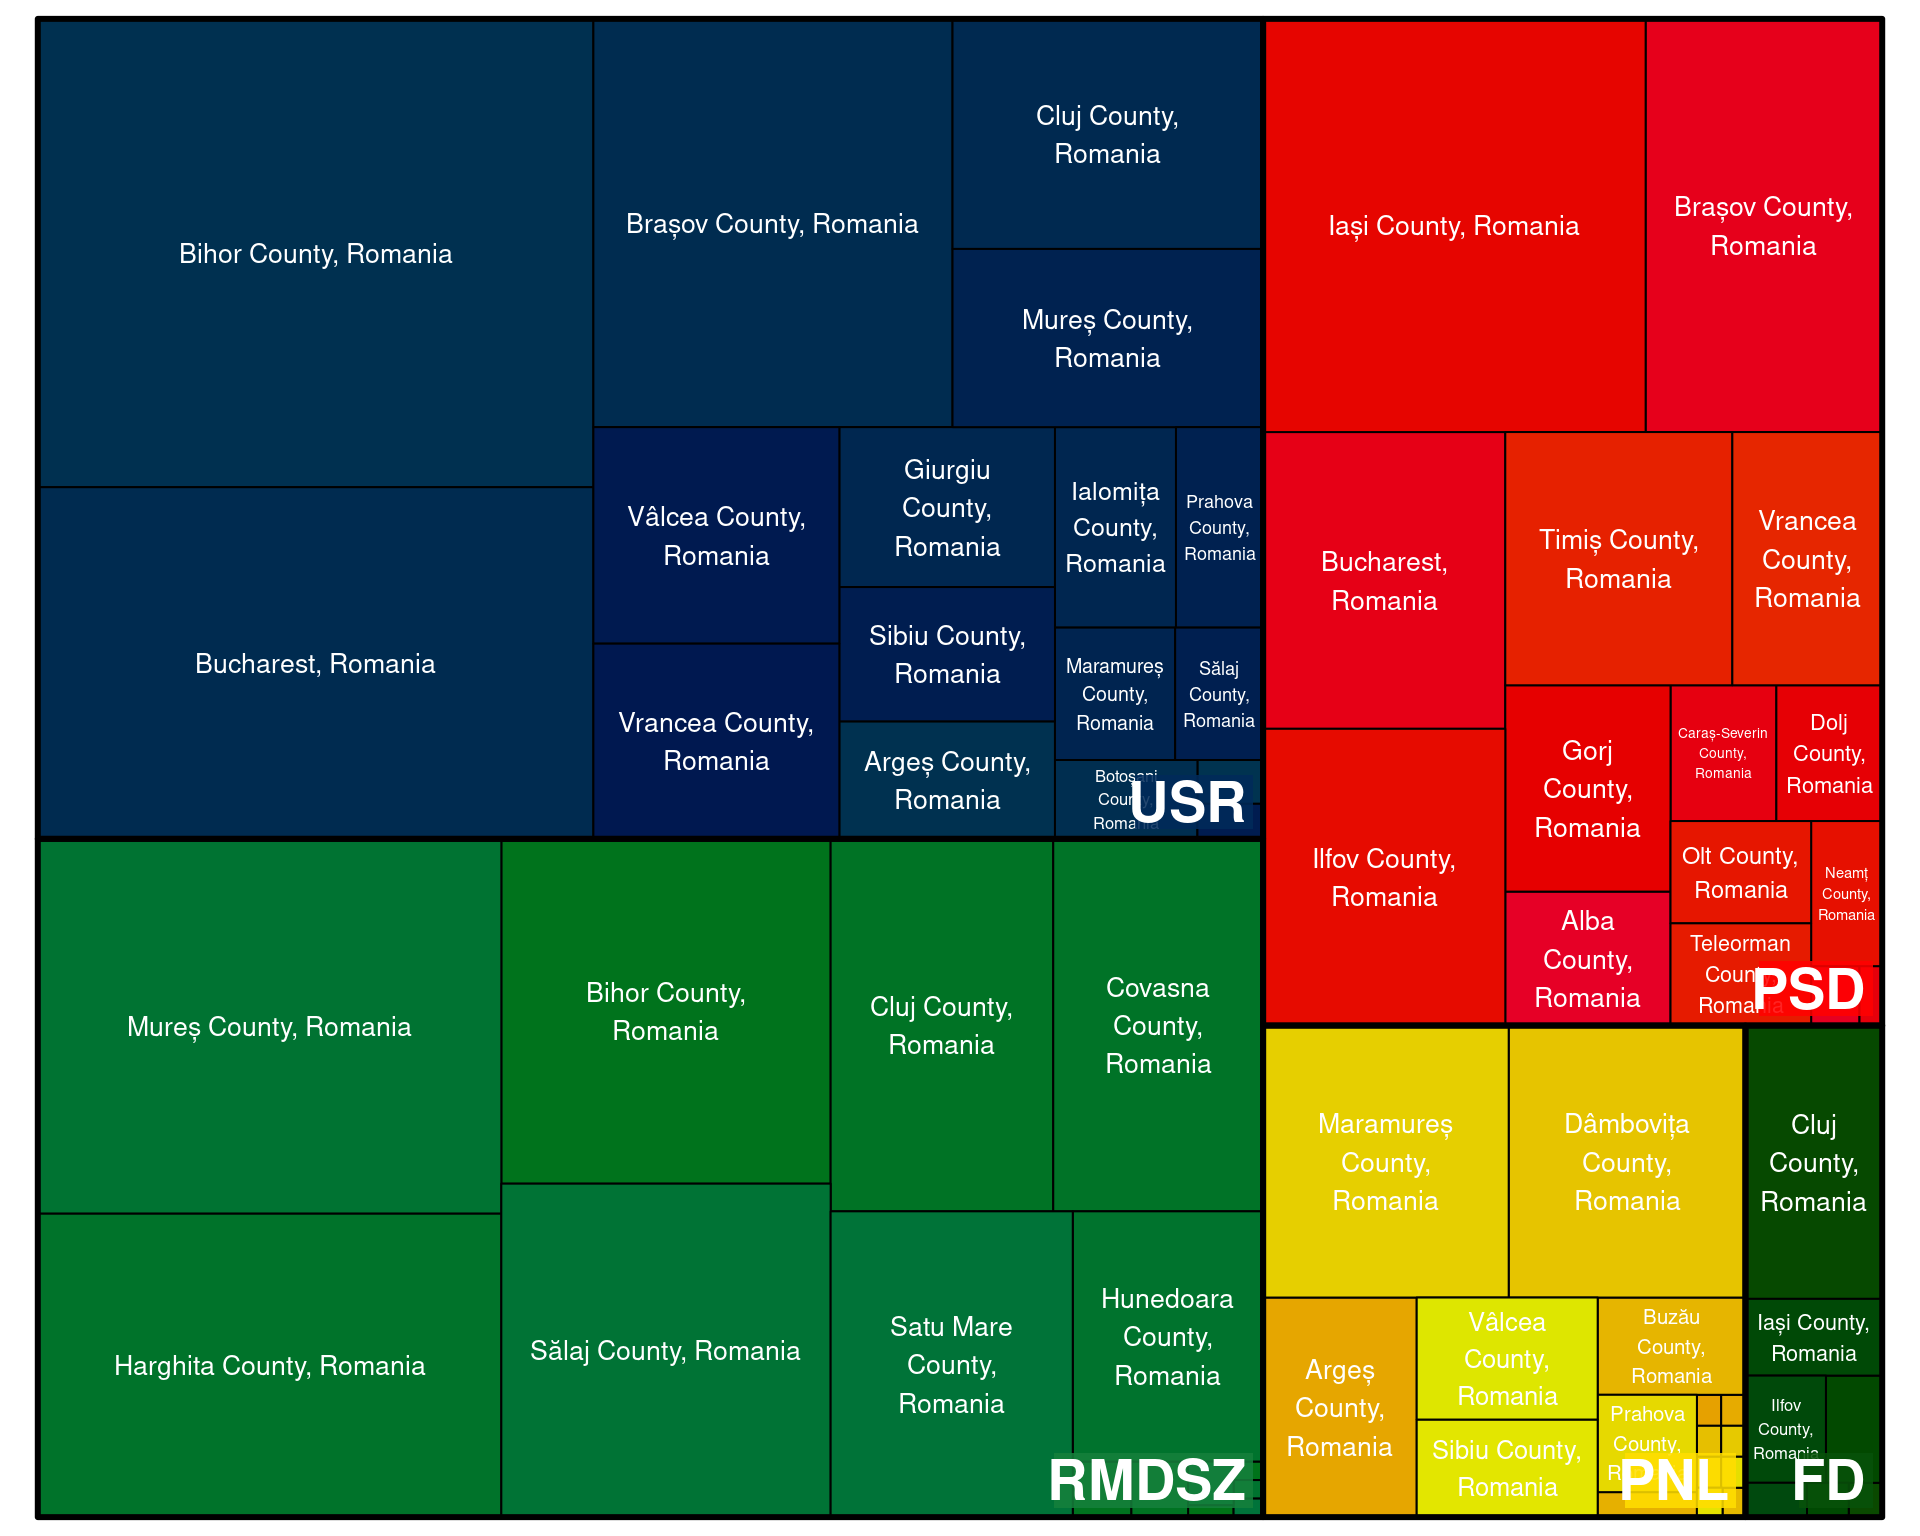 Bihor County, Romania
Bucharest, Romania
Brașov County, Romania
Cluj County,
Romania
Mureș County,
Romania
Vâlcea County,
Romania
Vrancea County,
Romania
Giurgiu
County,
Romania
Sibiu County,
Romania
Argeș County,
Romania
Ialomița
County,
Romania
Prahova
County,
Romania
Maramureș
County,
Romania
Sălaj
County,
Romania
Botoșani
County,
Romania
USR
Mureș County, Romania
Harghita County, Romania
Bihor County,
Romania
Sălaj County, Romania
Cluj County,
Romania
Covasna
County,
Romania
Satu Mare
County,
Romania
Hunedoara
County,
Romania
RMDSZ
Iași County, Romania
Brașov County,
Romania
Bucharest,
Romania
Ilfov County,
Romania
Timiș County,
Romania
Vrancea
County,
Romania
Gorj
County,
Romania
Alba
County,
Romania
Caraș-Severin
County,
Romania
Dolj
County,
Romania
Olt County,
Romania
Neamț
County,
Romania
Teleorman
County,
Romania
PSD
Maramureș
County,
Romania
Dâmbovița
County,
Romania
Argeș
County,
Romania
Vâlcea
County,
Romania
Sibiu County,
Romania
Buzău
County,
Romania
Prahova
County,
PNL
Cluj
County,
Romania
Iași County,
Romania
Ilfov
County,
Romania
FD